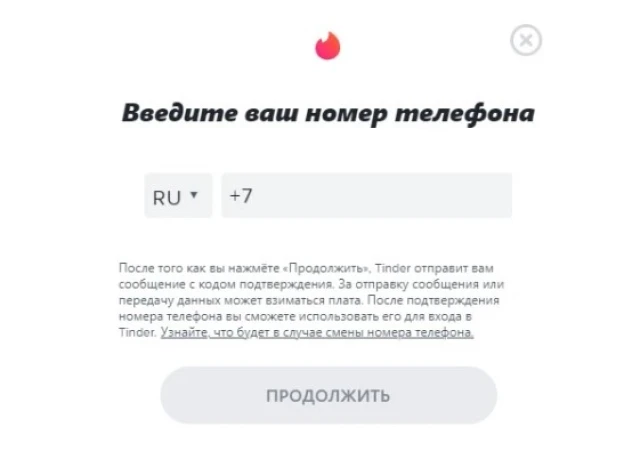 Введите ваш номер телефона
RU
+7
После того как вы нажмёте «Продолжить», Tinder отправит вам
сообщение с кодом подтверждения. За отправку сообщения или
передачу данных может взиматься плата. После подтверждения
номера телефона вы сможете использовать его для входа в
Tinder. Узнайте, что будет в случае смены номера телефона.
ПРОДОЛЖИТЬ